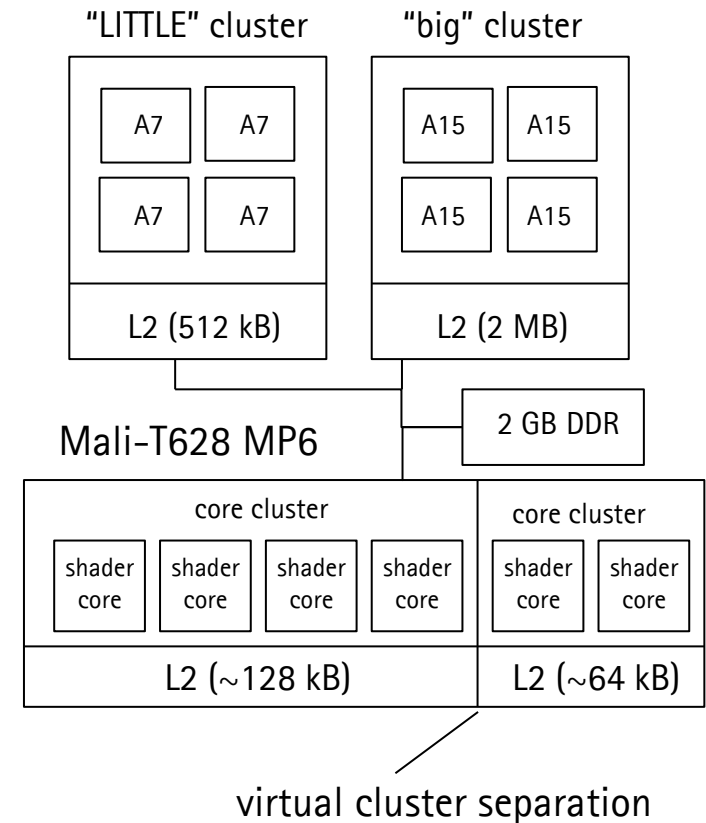 “LITTLE” cluster
“big” cluster
A7
A7
A15
A15
A7
A7
A15
A15
L2 (512 kB)
L2 (2 MB)
2 GB DDR
Mali-T628 MP6
core cluster
core cluster
shader
core
shader
core
shader
core
shader
core
shader
core
shader
core
L2 (~128 kB)
L2 (~64 kB)
virtual cluster separation